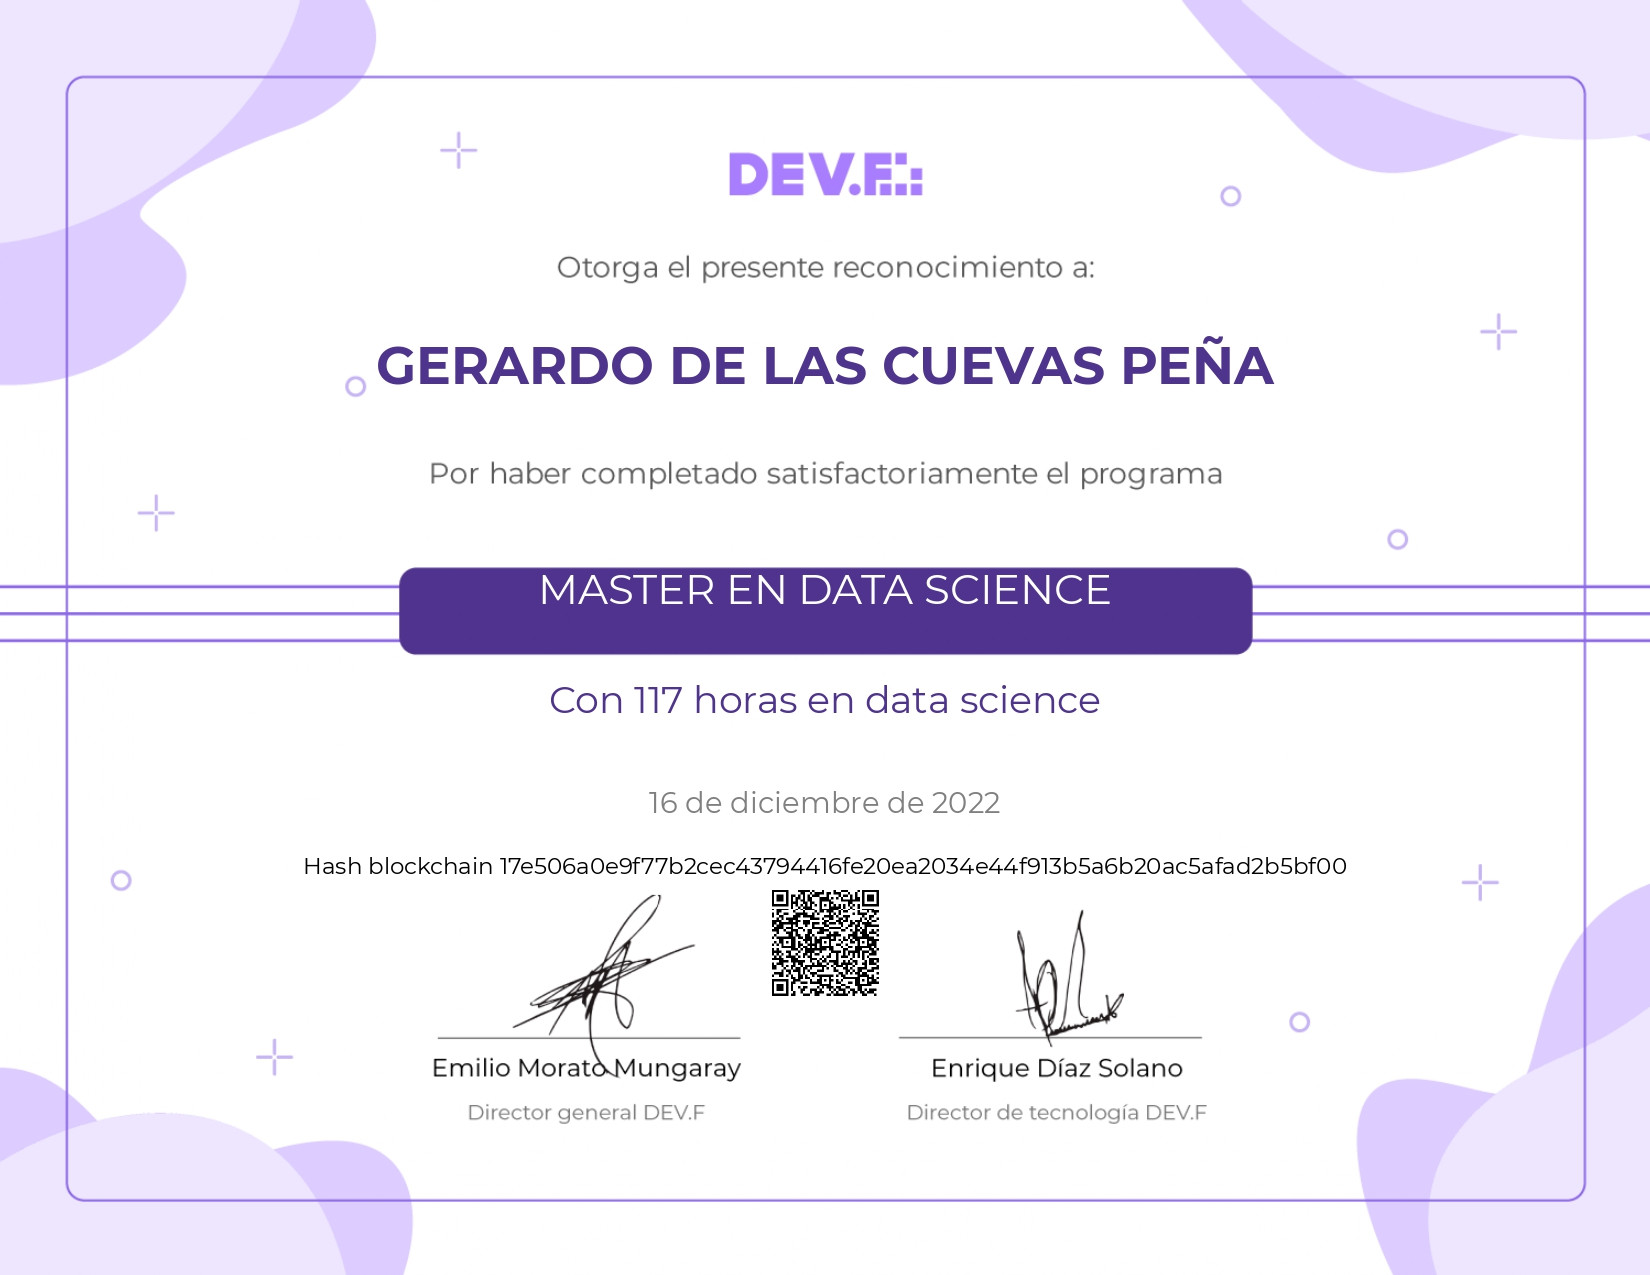 DEV.F.:
Otorga el presente reconocimiento a:
GERARDO DE LAS CUEVAS PEÑA
Por haber completado satisfactoriamente el programa
MASTER EN DATA SCIENCE
Con 117 horas en data science
16 de diciembre de 2022
Hash blockchain 17e506a0e9f77b2cec43794416fe20ea2034e44f913b5a6b20ac5afad2b5bf00
Emilio Morato Mungaray
Enrique Díaz Solano
Director general DEV.F
Director de tecnología DEV.F